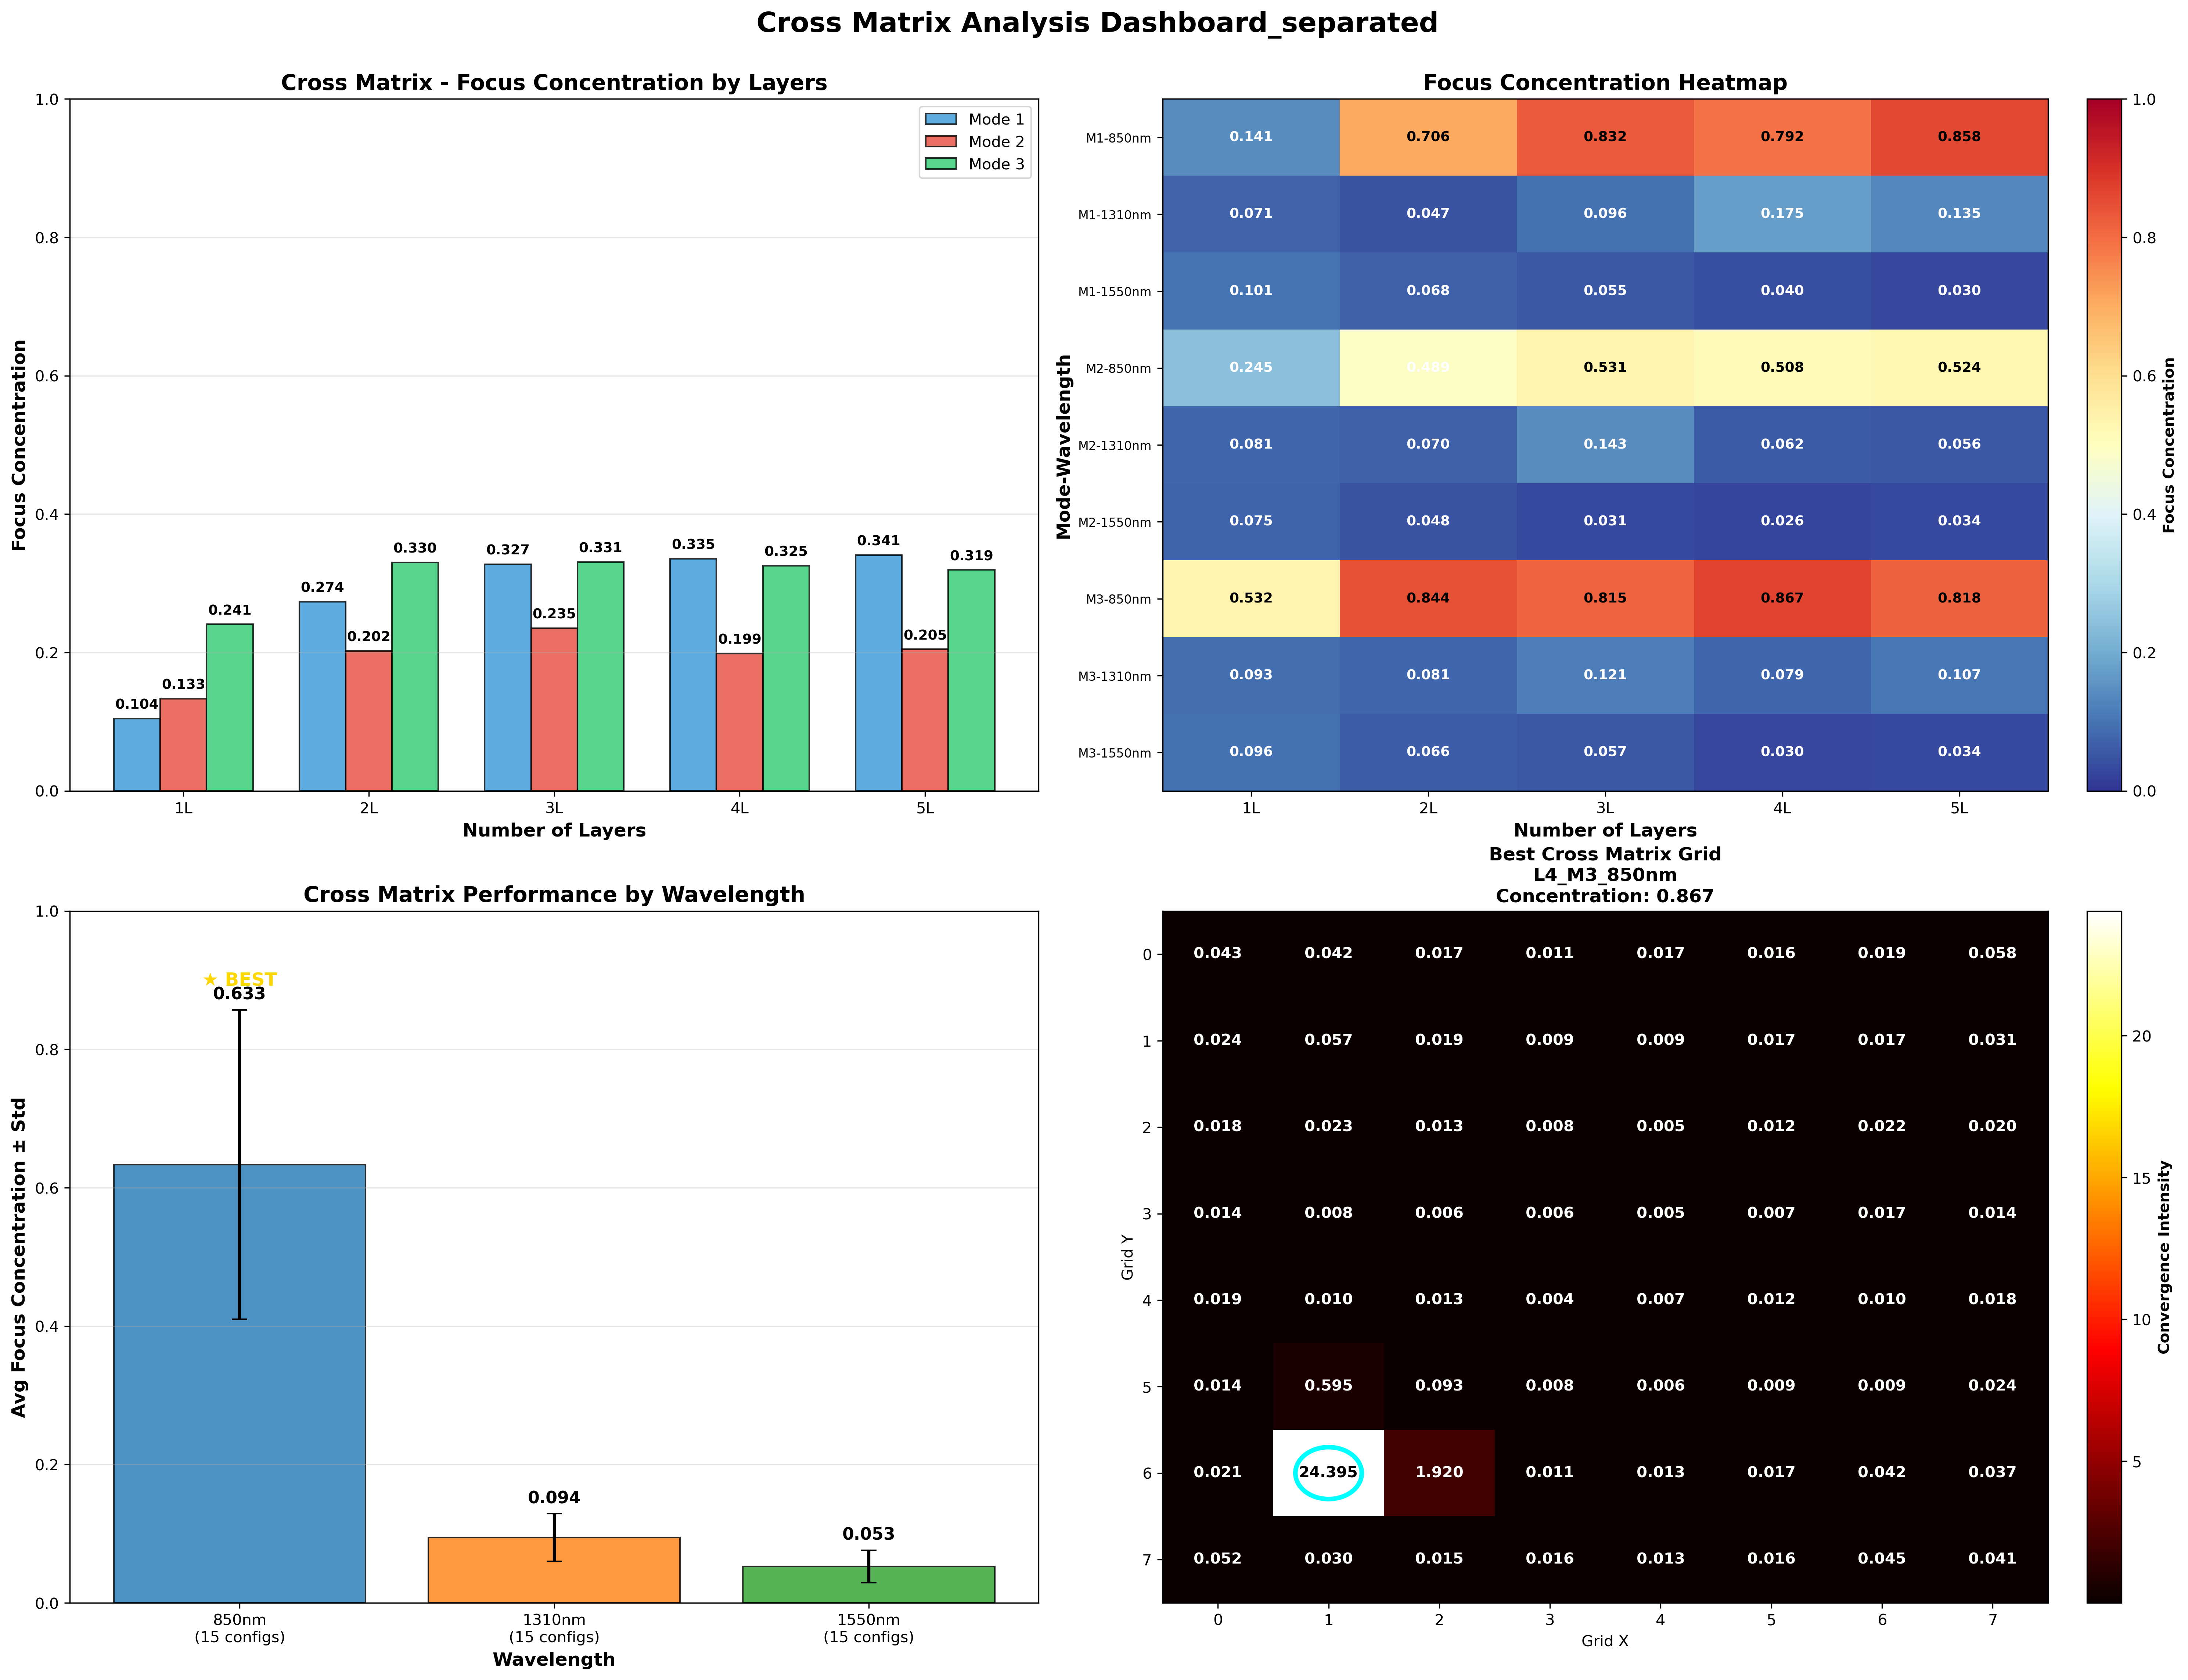 Cross Matrix Analysis Dashboard_separated
Cross Matrix - Focus Concentration by Layers
Focus Concentration
1.0
0.8
0.6
0.4
0.2
0.0
Mode 1
Mode 2
Mode 3
0.104
0.133
0.241
0.274
0.202
0.330
0.327
0.235
0.331
0.335
0.199
0.325
0.341
0.205
0.319
1L 2L 3L 4L 5L
Number of Layers
Focus Concentration Heatmap
Mode-Wavelength
M1-850nm 0.141 0.706 0.832 0.792 0.858
M1-1310nm 0.071 0.047 0.096 0.175 0.135
M1-1550nm 0.101 0.068 0.055 0.040 0.030
M2-850nm 0.245 0.489 0.531 0.508 0.524
M2-1310nm 0.081 0.070 0.143 0.062 0.056
M2-1550nm 0.075 0.048 0.031 0.026 0.034
M3-850nm 0.532 0.844 0.815 0.867 0.818
M3-1310nm 0.093 0.081 0.121 0.079 0.107
M3-1550nm 0.096 0.066 0.057 0.030 0.034
1L 2L 3L 4L 5L
Number of Layers
1.0
0.8
0.6
0.4
0.2
0.0
Focus Concentration
Cross Matrix Performance by Wavelength
Avg Focus Concentration ± Std
1.0
0.8
0.6
0.4
0.2
0.0
★ BEST
0.633
0.094
0.053
850nm 1310nm 1550nm
(15 configs) (15 configs) (15 configs)
Wavelength
Best Cross Matrix Grid
L4_M3_850nm
Concentration: 0.867
Grid Y
0 0.043 0.042 0.017 0.011 0.017 0.016 0.019 0.058
1 0.024 0.057 0.019 0.009 0.009 0.017 0.017 0.031
2 0.018 0.023 0.013 0.008 0.005 0.012 0.022 0.020
3 0.014 0.008 0.006 0.006 0.005 0.007 0.017 0.014
4 0.019 0.010 0.013 0.004 0.007 0.012 0.010 0.018
5 0.014 0.595 0.093 0.008 0.006 0.009 0.009 0.024
6 0.021 24.395 1.920 0.011 0.013 0.017 0.042 0.037
7 0.052 0.030 0.015 0.016 0.013 0.016 0.045 0.041
0 1 2 3 4 5 6 7
Grid X
20
15
10
5
Convergence Intensity